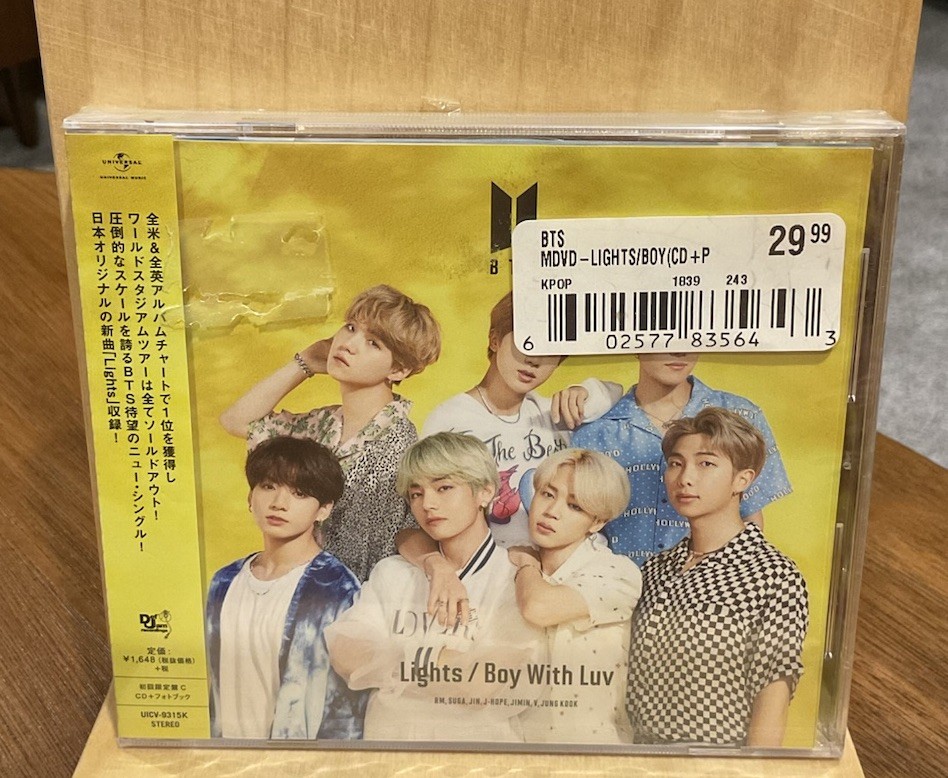 UNIVERSAL
UNIVERSAL MUSIC
全米&全英アルバムチャートで1位を獲得し
ワールドスタジアムツアーは全てソールドアウト!
圧倒的なスケールを誇るBTS待望のニュー・シングル!
日本オリジナルの新曲「Lights」収録!
Def Jam
recordings
定価:
¥1,648(税抜価格)
+税
初回限定盤C
CD+フォトブック
UICV-9315K
STEREO
B T
BTS
29 99
MDVD-LIGHTS/BOY(CD+P
KPOP 1839 243
6 02577 83564 3
The Best
HOLLYW
HOLLYW
HOLLYW
Lights / Boy With Luv
RM, SUGA, JIN, J-HOPE, JIMIN, V, JUNG KOOK